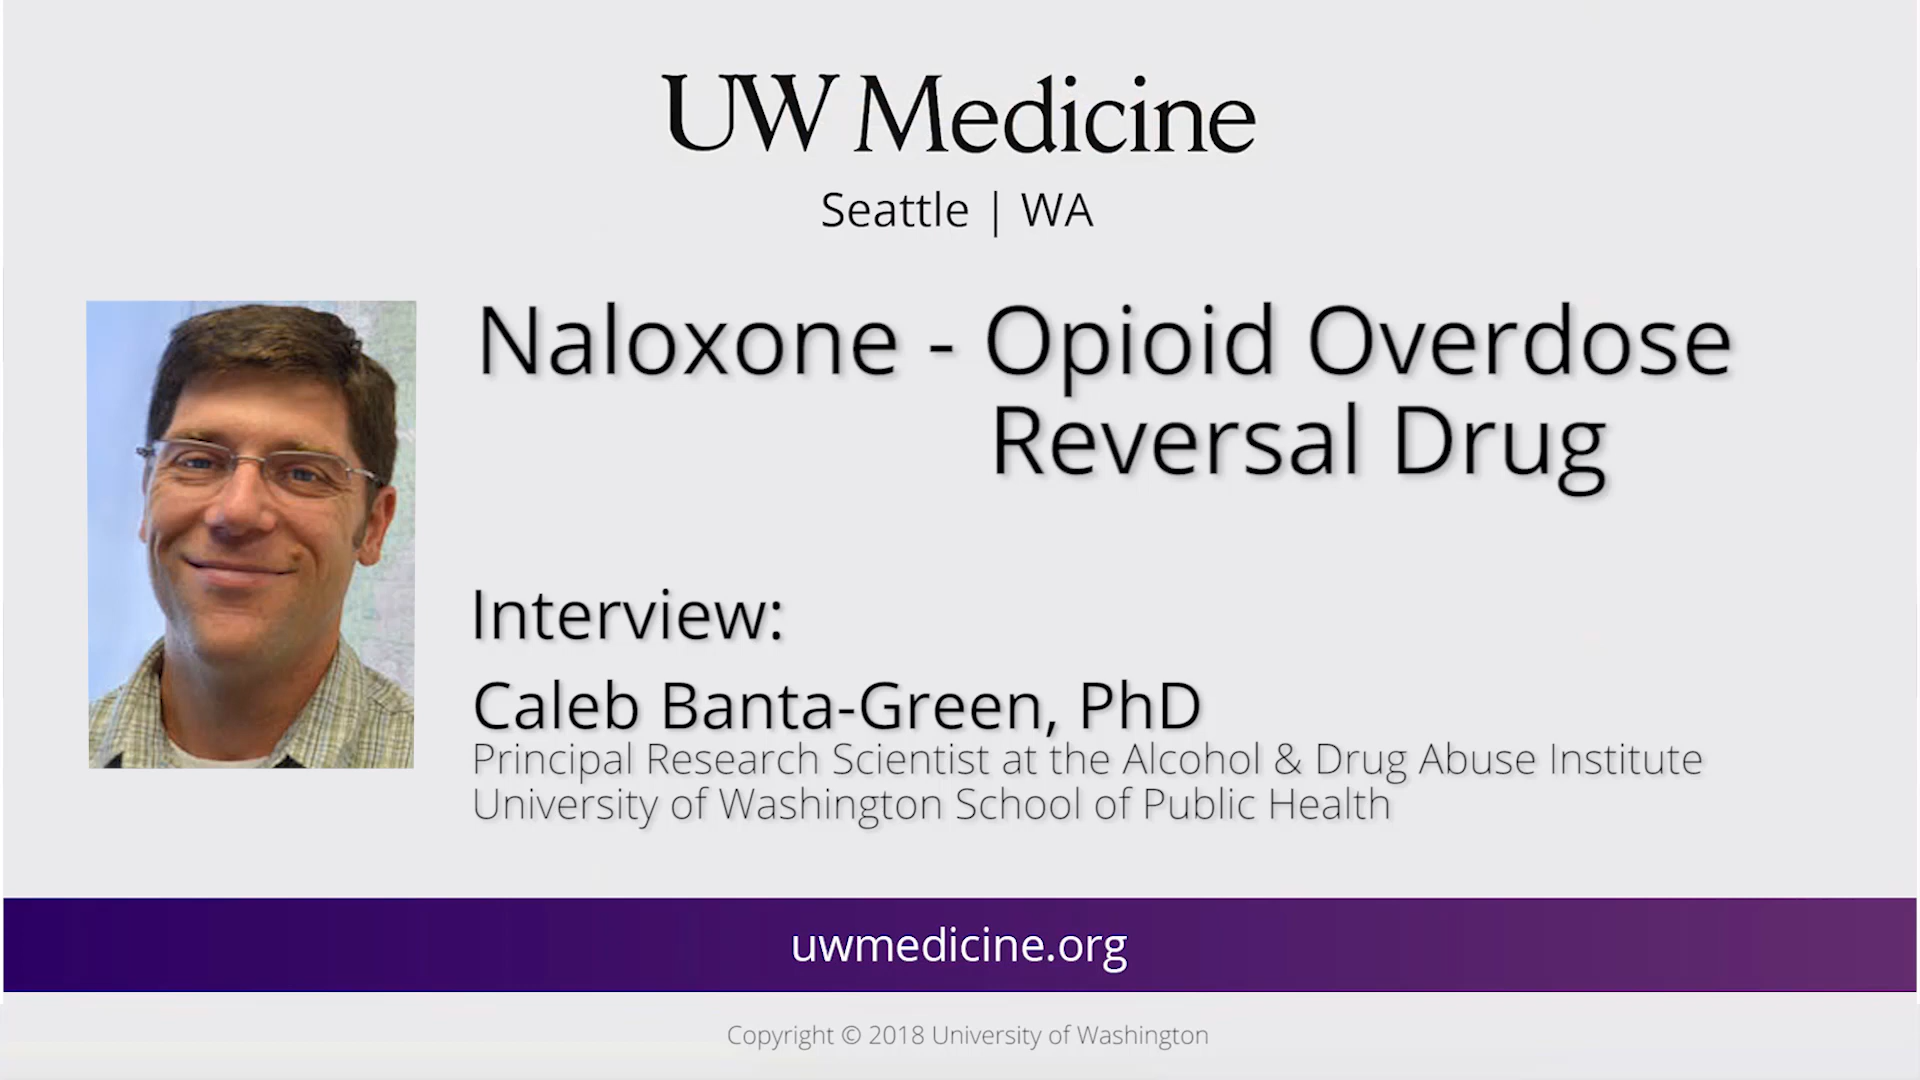 UW Medicine
Seattle | WA
Naloxone - Opioid Overdose
Reversal Drug
Interview:
Caleb Banta-Green, PhD
Principal Research Scientist at the Alcohol & Drug Abuse Institute
University of Washington School of Public Health
uwmedicine.org
Copyright © 2018 University of Washington